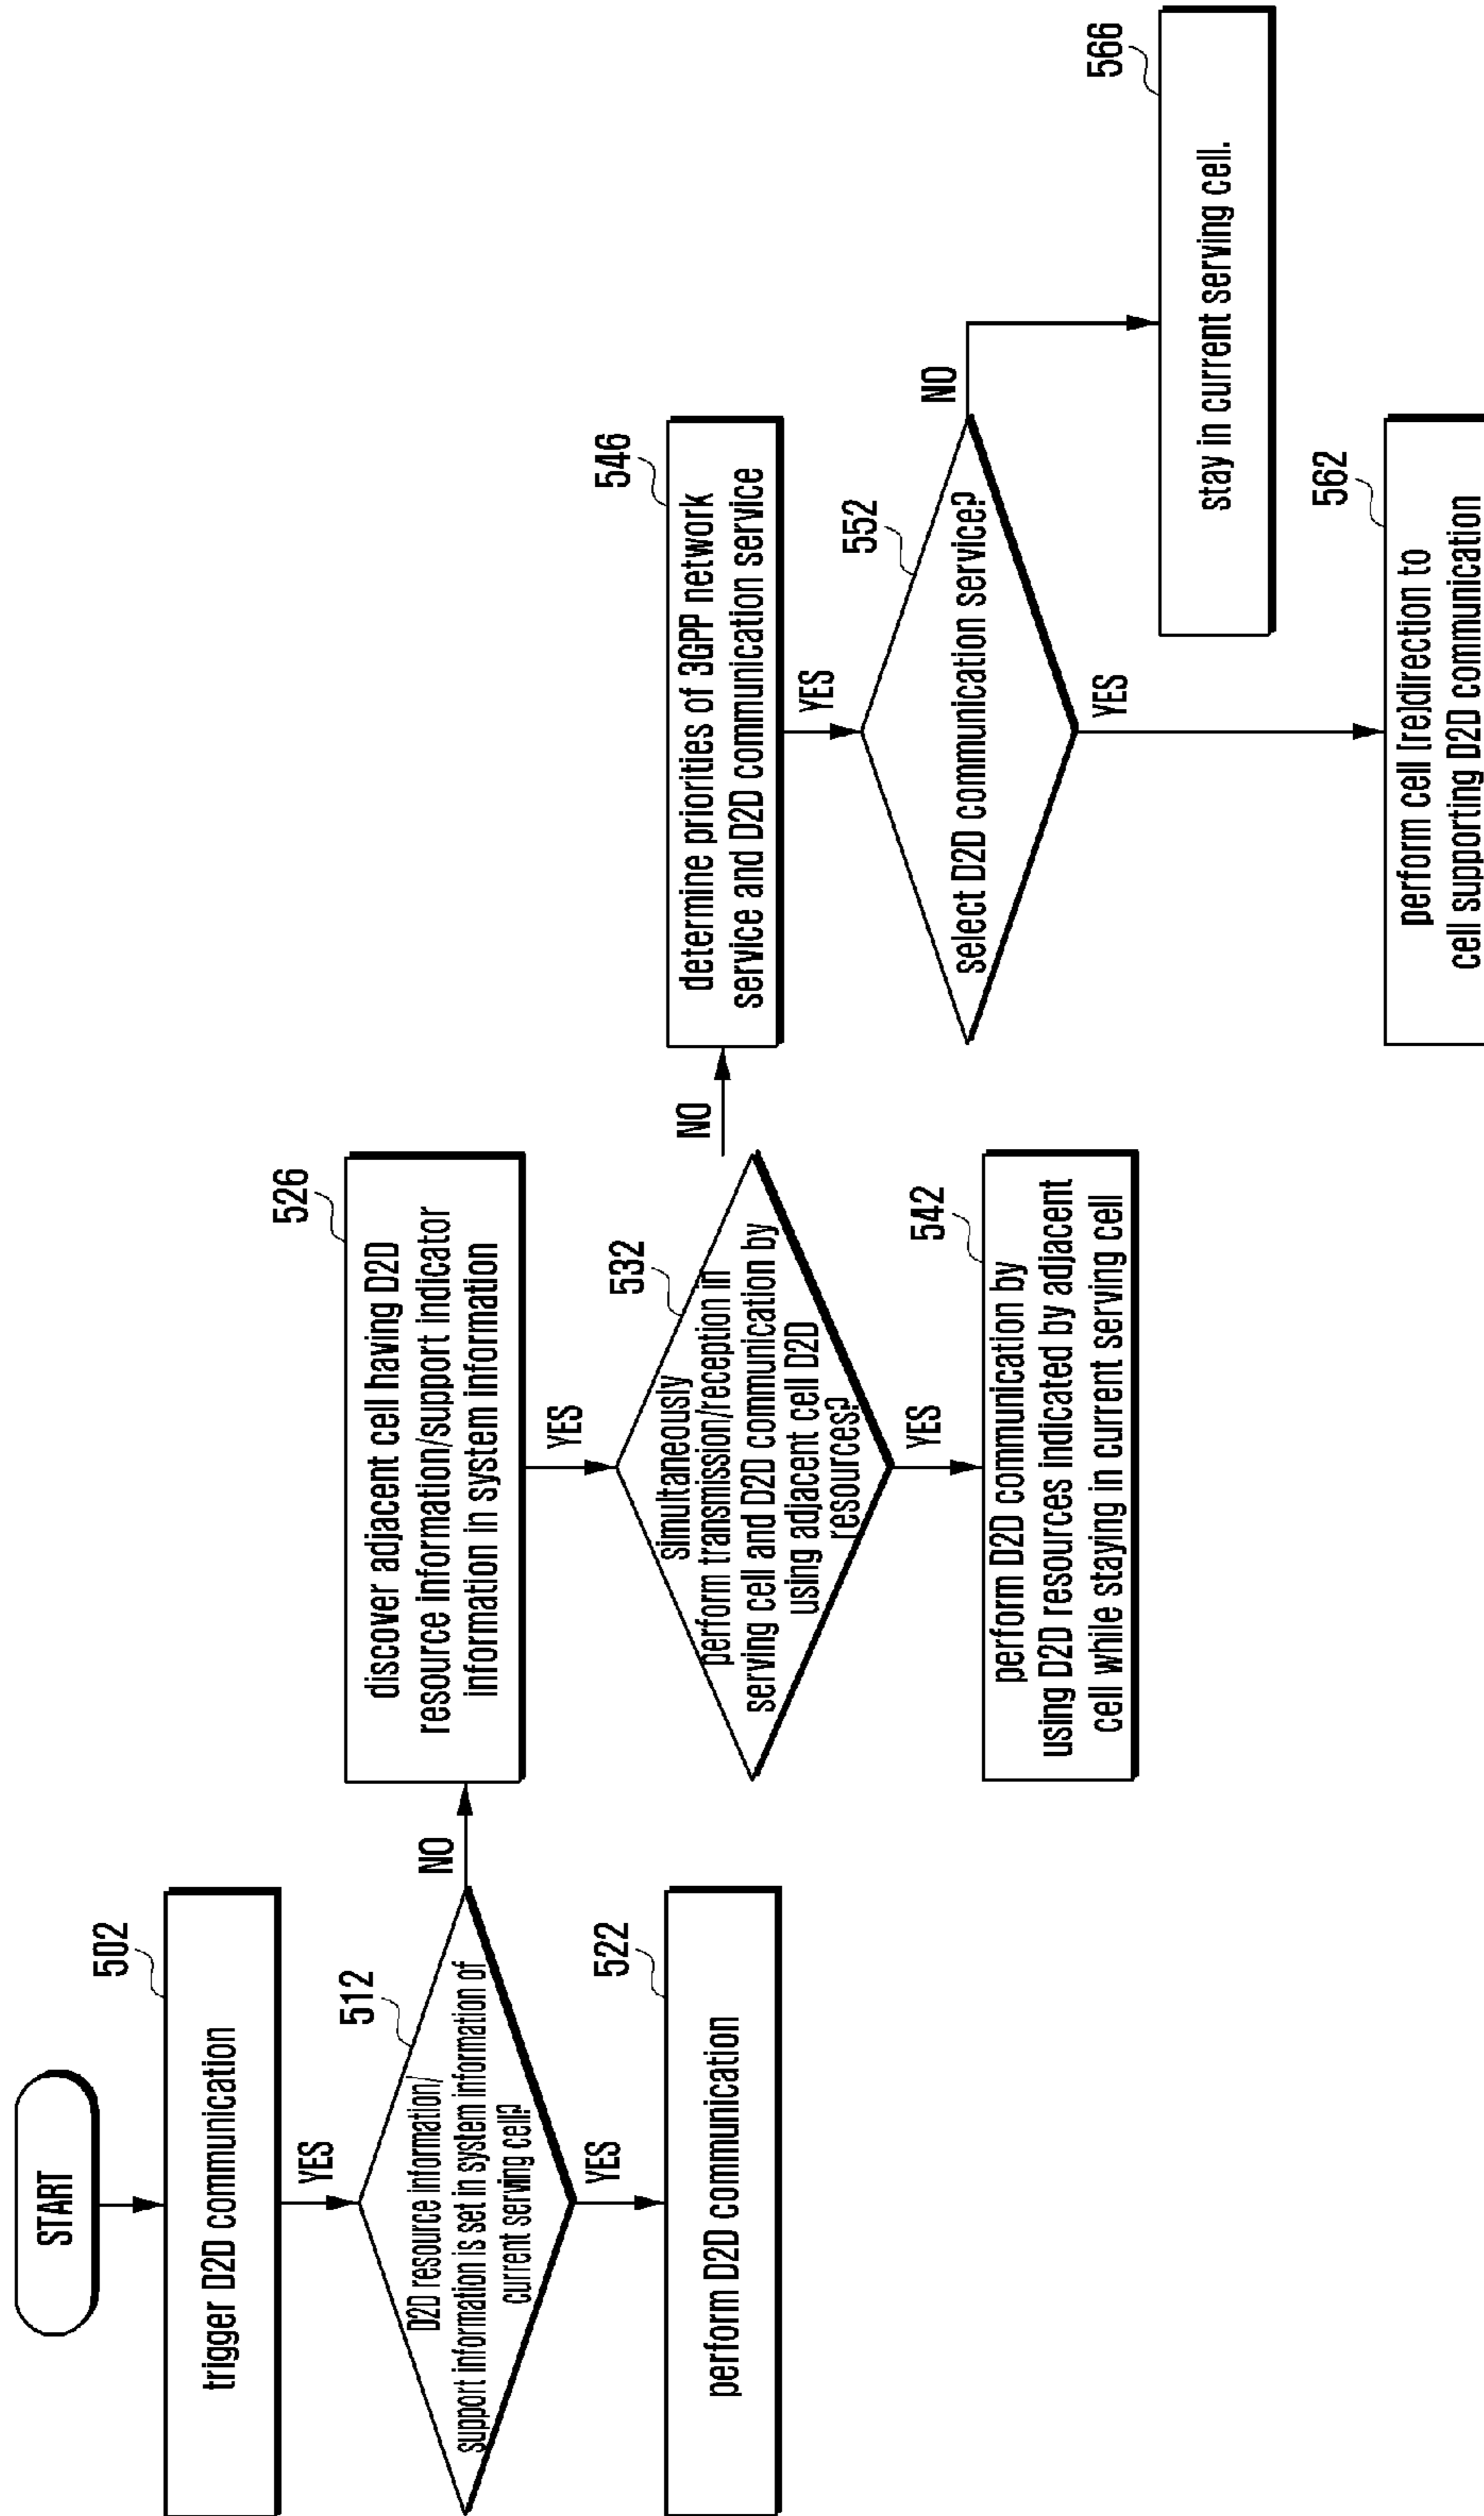 START
502
trigger D2D communication
YES
512
D2D resource information/
support information is set in system information of
current serving cell?
NO
YES
522
perform D2D communication
526
discover adjacent cell having D2D
resource information/support indicator
information in system information
YES
532
simultaneously
perform transmission/reception in
serving cell and D2D communication by
using adjacent cell D2D
resources?
NO
YES
542
perform D2D communication by
using D2D resources indicated by adjacent
cell while staying in current serving cell
546
determine priorities of 3GPP network
service and D2D communication service
YES
552
select D2D communication service?
NO
YES
566
stay in current serving cell.
562
perform cell (re)direction to
cell supporting D2D communication